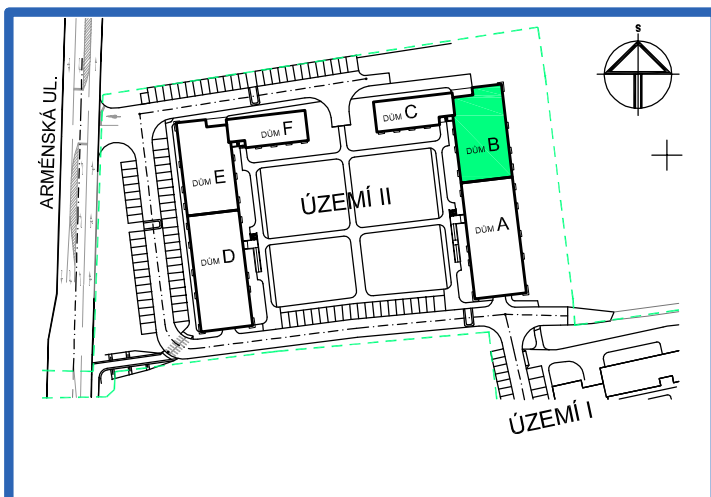 S
ARMÉNSKÁ UL.
DŮM F
DŮM C
DŮM B
DŮM E
ÚZEMÍ II
DŮM A
DŮM D
ÚZEMÍ I